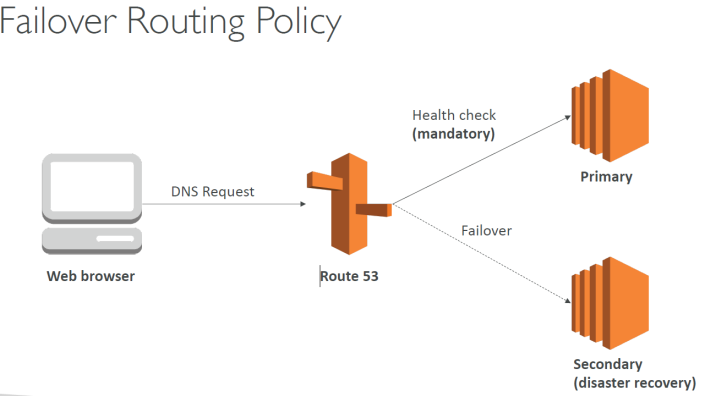 Failover Routing Policy
Health check
(mandatory)
Primary
DNS Request
Failover
Web browser
Route 53
Secondary
(disaster recovery)